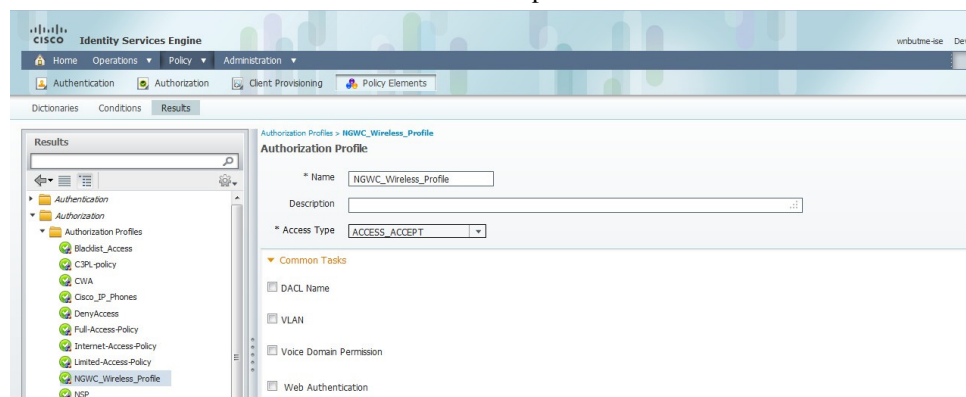 CISCO Identity Services Engine
wnbutme-ise
Home Operations Policy Administration
Authentication Authorization Client Provisioning Policy Elements
Dictionaries Conditions Results
Results
Authentication
Authorization
Authorization Profiles
Blacklist_Access
C3PL-policy
CWA
Cisco_IP_Phones
DenyAccess
Full-Access-Policy
Internet-Access-Policy
Limited-Access-Policy
NGWC_Wireless_Profile
NSP
Authorization Profiles > NGWC_Wireless_Profile
Authorization Profile
* Name NGWC_Wireless_Profile
Description
* Access Type ACCESS_ACCEPT
Common Tasks
DACL Name
VLAN
Voice Domain Permission
Web Authentication